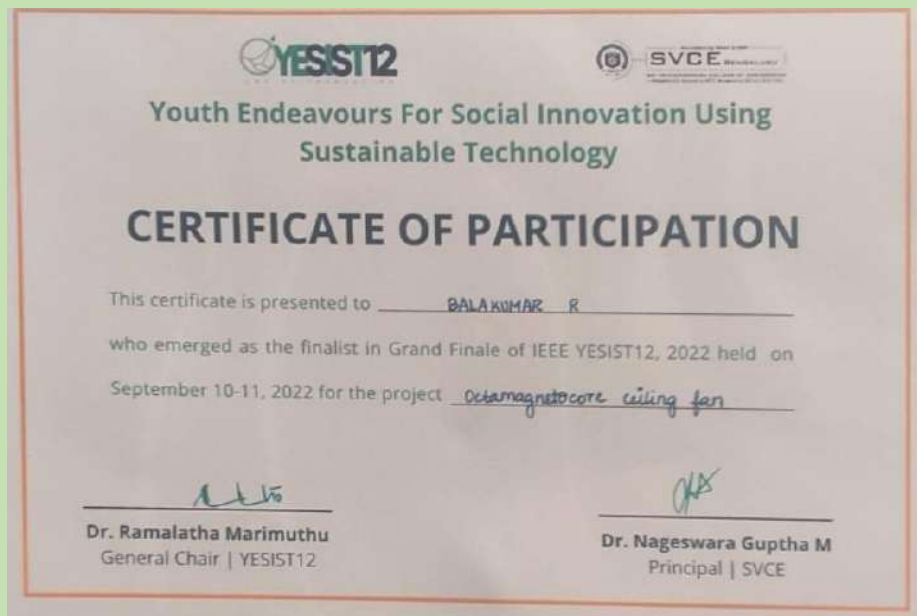 YESIST12
SVCE BENGALURU
Youth Endeavours For Social Innovation Using
Sustainable Technology
CERTIFICATE OF PARTICIPATION
This certificate is presented to BALAKUMAR R
who emerged as the finalist in Grand Finale of IEEE YESIST12, 2022 held on
September 10-11, 2022 for the project Octamagnetocore ceiling fan
Dr. Ramalatha Marimuthu
General Chair | YESIST12
Dr. Nageswara Guptha M
Principal | SVCE